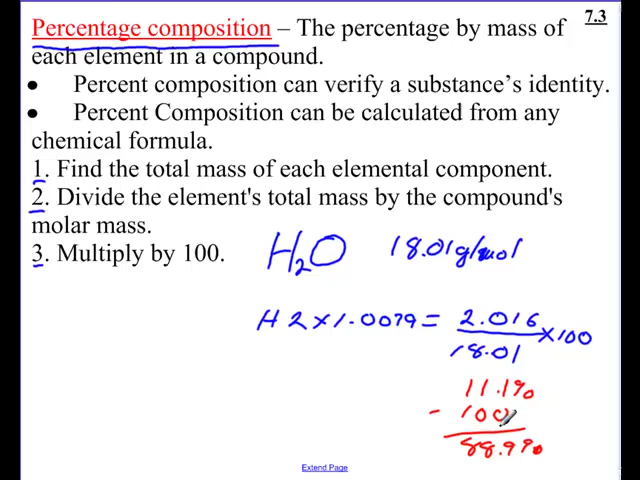 7.3
Percentage composition – The percentage by mass of
each element in a compound.
• Percent composition can verify a substance's identity.
• Percent Composition can be calculated from any
chemical formula.
1. Find the total mass of each elemental component.
2. Divide the element's total mass by the compound's
molar mass.
3. Multiply by 100.
H₂O 18.01g/mol
H 2×1.0079 = 2.016
18.01 ×100
11.1%
- 100
88.9%
Extend Page